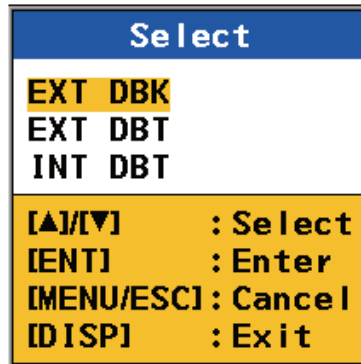 Select
EXT DBK
EXT DBT
INT DBT
[▲]/[▼] :Select
[ENT] :Enter
[MENU/ESC]:Cancel
[DISP] :Exit